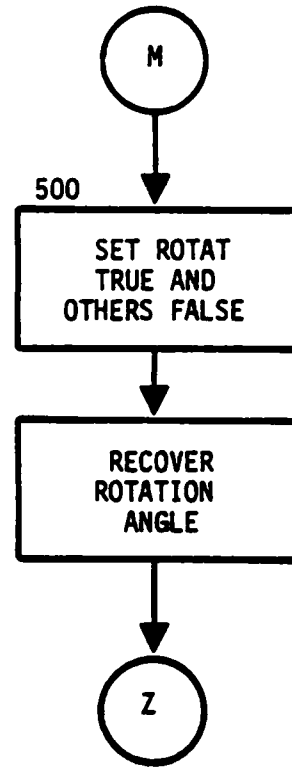 M
500
SET ROTAT
TRUE AND
OTHERS FALSE
RECOVER
ROTATION
ANGLE
Z